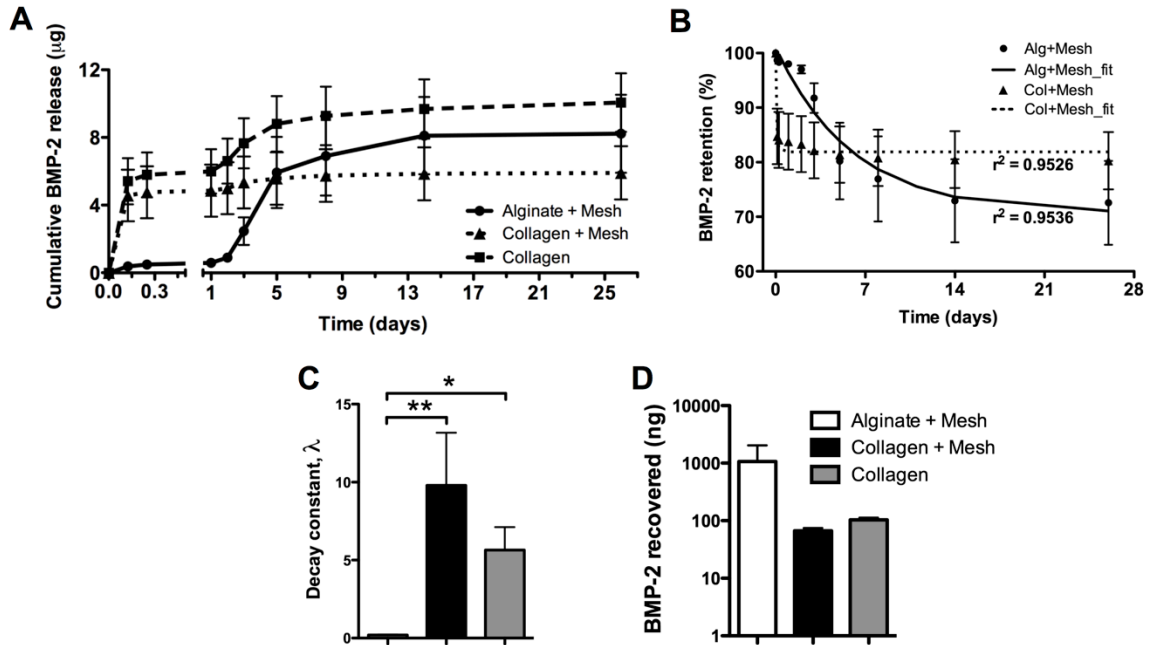 A
Cumulative BMP-2 release (μg)
12
8
4
0
0.0 0.3 1 5 9 13 17 21 25
Time (days)
Alginate + Mesh
Collagen + Mesh
Collagen
B
BMP-2 retention (%)
100
90
80
70
60
0 7 14 21 28
Time (days)
Alg+Mesh
Alg+Mesh_fit
Col+Mesh
Col+Mesh_fit
r² = 0.9526
r² = 0.9536
C
Decay constant, λ
15
10
5
0
*
**
D
BMP-2 recovered (ng)
10000
1000
100
10
1
Alginate + Mesh
Collagen + Mesh
Collagen